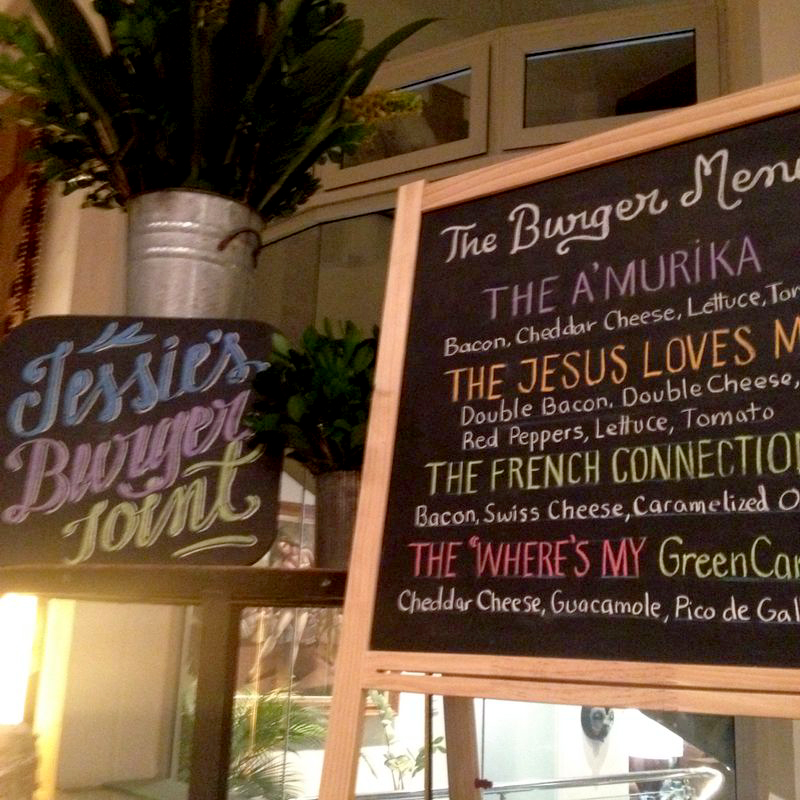 Jessie's
Burger
Joint
The Burger Menu
THE A'MURIKA
Bacon, Cheddar Cheese, Lettuce, Tom
THE JESUS LOVES M
Double Bacon, Double Cheese,
Red Peppers, Lettuce, Tomato
THE FRENCH CONNECTION
Bacon, Swiss Cheese, Caramelized O
THE "WHERE'S MY GreenCar
Cheddar Cheese, Guacamole, Pico de Gal